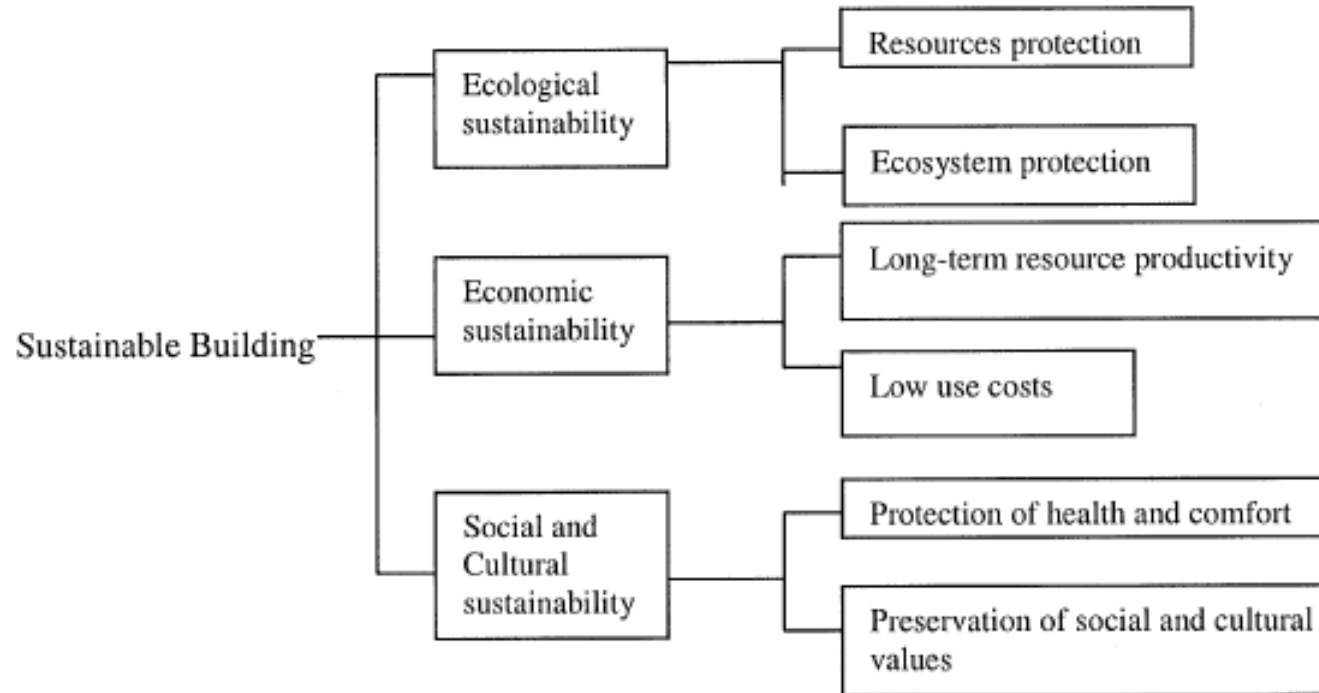 Resources protection
Ecological
sustainability
Ecosystem protection
Long-term resource productivity
Economic
sustainability
Sustainable Building
Low use costs
Protection of health and comfort
Social and
Cultural
sustainability
Preservation of social and cultural
values